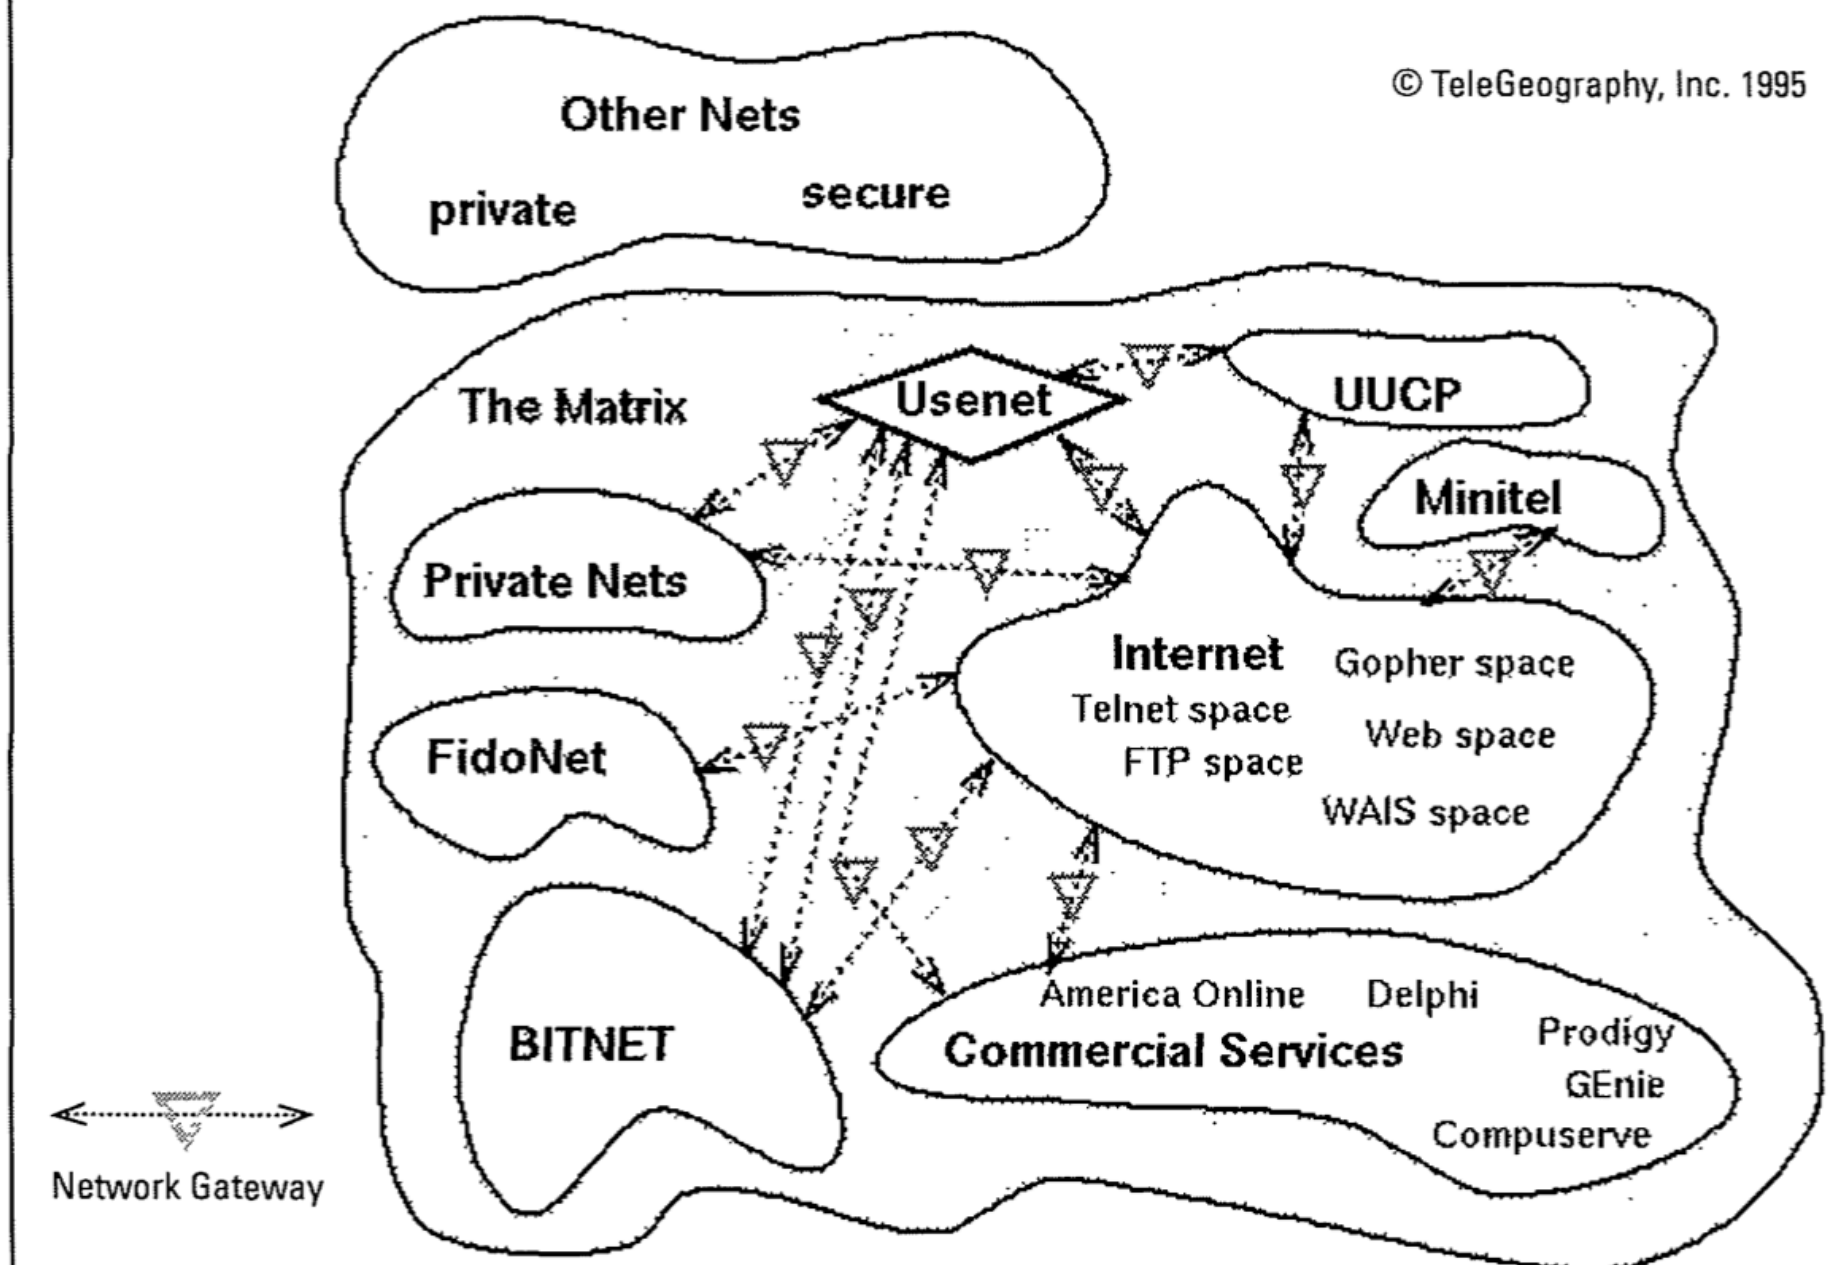 © TeleGeography, Inc. 1995
Other Nets
private
secure
The Matrix
Usenet
UUCP
Minitel
Private Nets
Internet
Gopher space
Telnet space
Web space
FTP space
WAIS space
FidoNet
BITNET
America Online
Delphi
Commercial Services
Prodigy
GEnie
Compuserve
Network Gateway